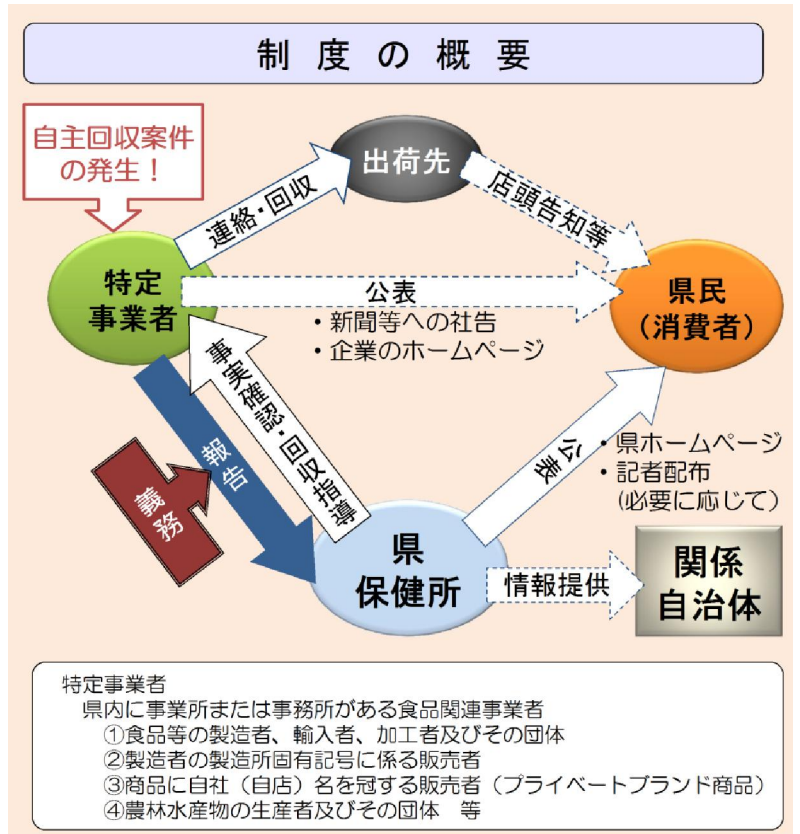 制度の概要
自主回収案件
の発生！
出荷先
連絡・回収
店頭告知等
特定
事業者
公表
・新聞等への社告
・企業のホームページ
県民
（消費者）
事実確認・回収指導
報告
義務
公表
・県ホームページ
・記者配布
（必要に応じて）
県
保健所
情報提供
関係
自治体
特定事業者
県内に事業所または事務所がある食品関連事業者
①食品等の製造者、輸入者、加工者及びその団体
②製造者の製造所固有記号に係る販売者
③商品に自社（自店）名を冠する販売者（プライベートブランド商品）
④農林水産物の生産者及びその団体　等